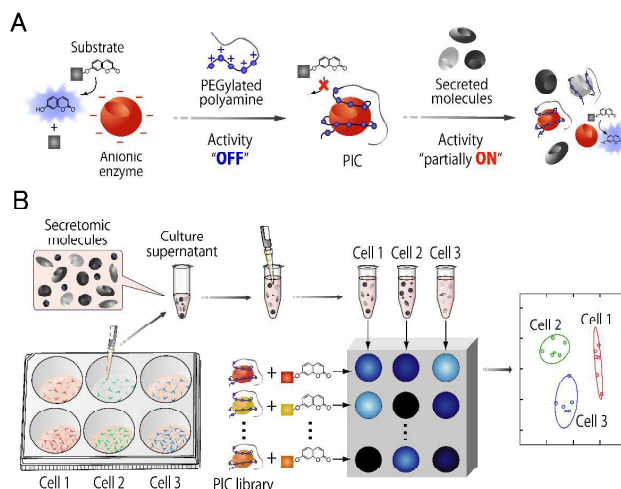 A
Substrate
O
O
O
HO
O
O
+
Anionic
enzyme
PEGylated
polyamine
Activity
"OFF"
O
O
O
PIC
Secreted
molecules
Activity
"partially ON"
B
Secretomic
molecules
Culture
supernatant
Cell 1 Cell 2 Cell 3
+
+
+
Cell 1 Cell 2 Cell 3
PIC library
Cell 2
Cell 1
Cell 3